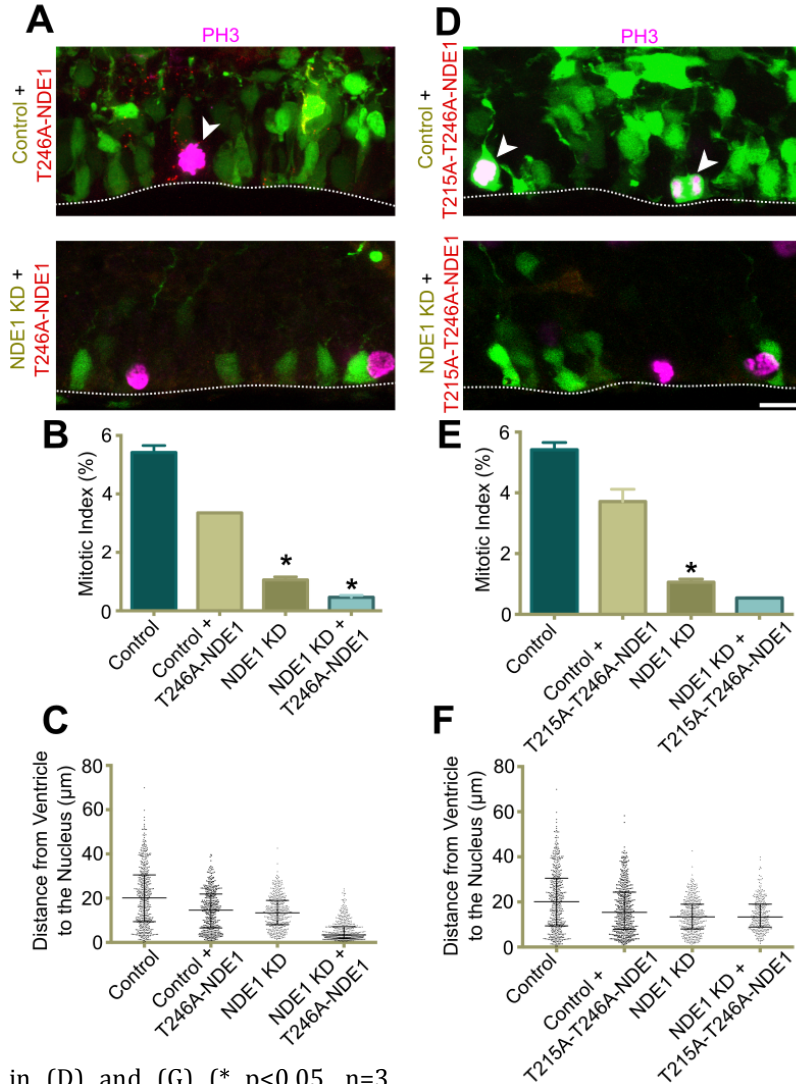 A
PH3
Control +
T246A-NDE1
NDE1 KD +
T246A-NDE1
B
Mitotic Index (%)
6
4
2
0
*
*
Control
Control +
T246A-NDE1
NDE1 KD
NDE1 KD +
T246A-NDE1
C
Distance from Ventricle
to the Nucleus (µm)
80
60
40
20
0
Control
Control +
T246A-NDE1
NDE1 KD
NDE1 KD +
T246A-NDE1
D
PH3
Control +
T215A-T246A-NDE1
NDE1 KD +
T215A-T246A-NDE1
E
Mitotic Index (%)
6
4
2
0
*
Control
Control +
T215A-T246A-NDE1
NDE1 KD
NDE1 KD +
T215A-T246A-NDE1
F
Distance from Ventricle
to the Nucleus (µm)
80
60
40
20
0
Control
Control +
T215A-T246A-NDE1
NDE1 KD
NDE1 KD +
T215A-T246A-NDE1
in (D) and (G) (* p<0.05, n=3